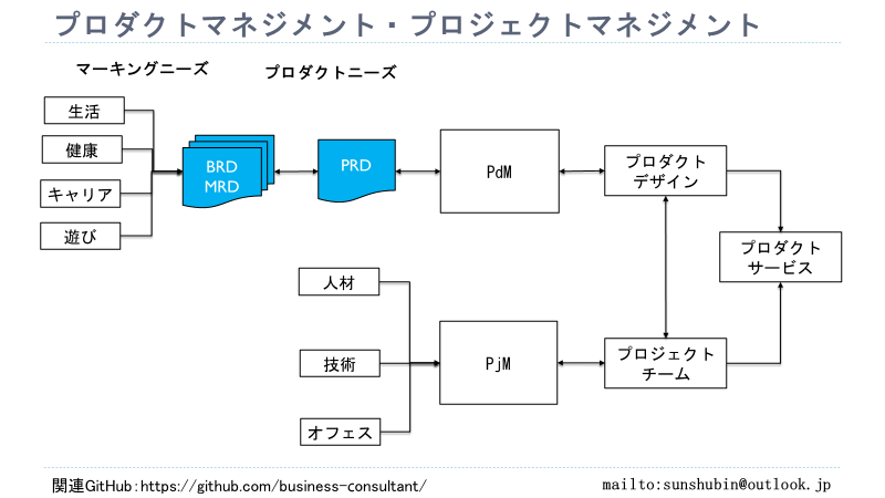 プロダクトマネジメント・プロジェクトマネジメント
マーキングニーズ
プロダクトニーズ
生活
健康
キャリア
遊び
BRD
MRD
PRD
PdM
プロダクト
デザイン
プロダクト
サービス
人材
技術
オフェス
PjM
プロジェクト
チーム
関連GitHub：https://github.com/business-consultant/
mailto:sunshubin@outlook.jp